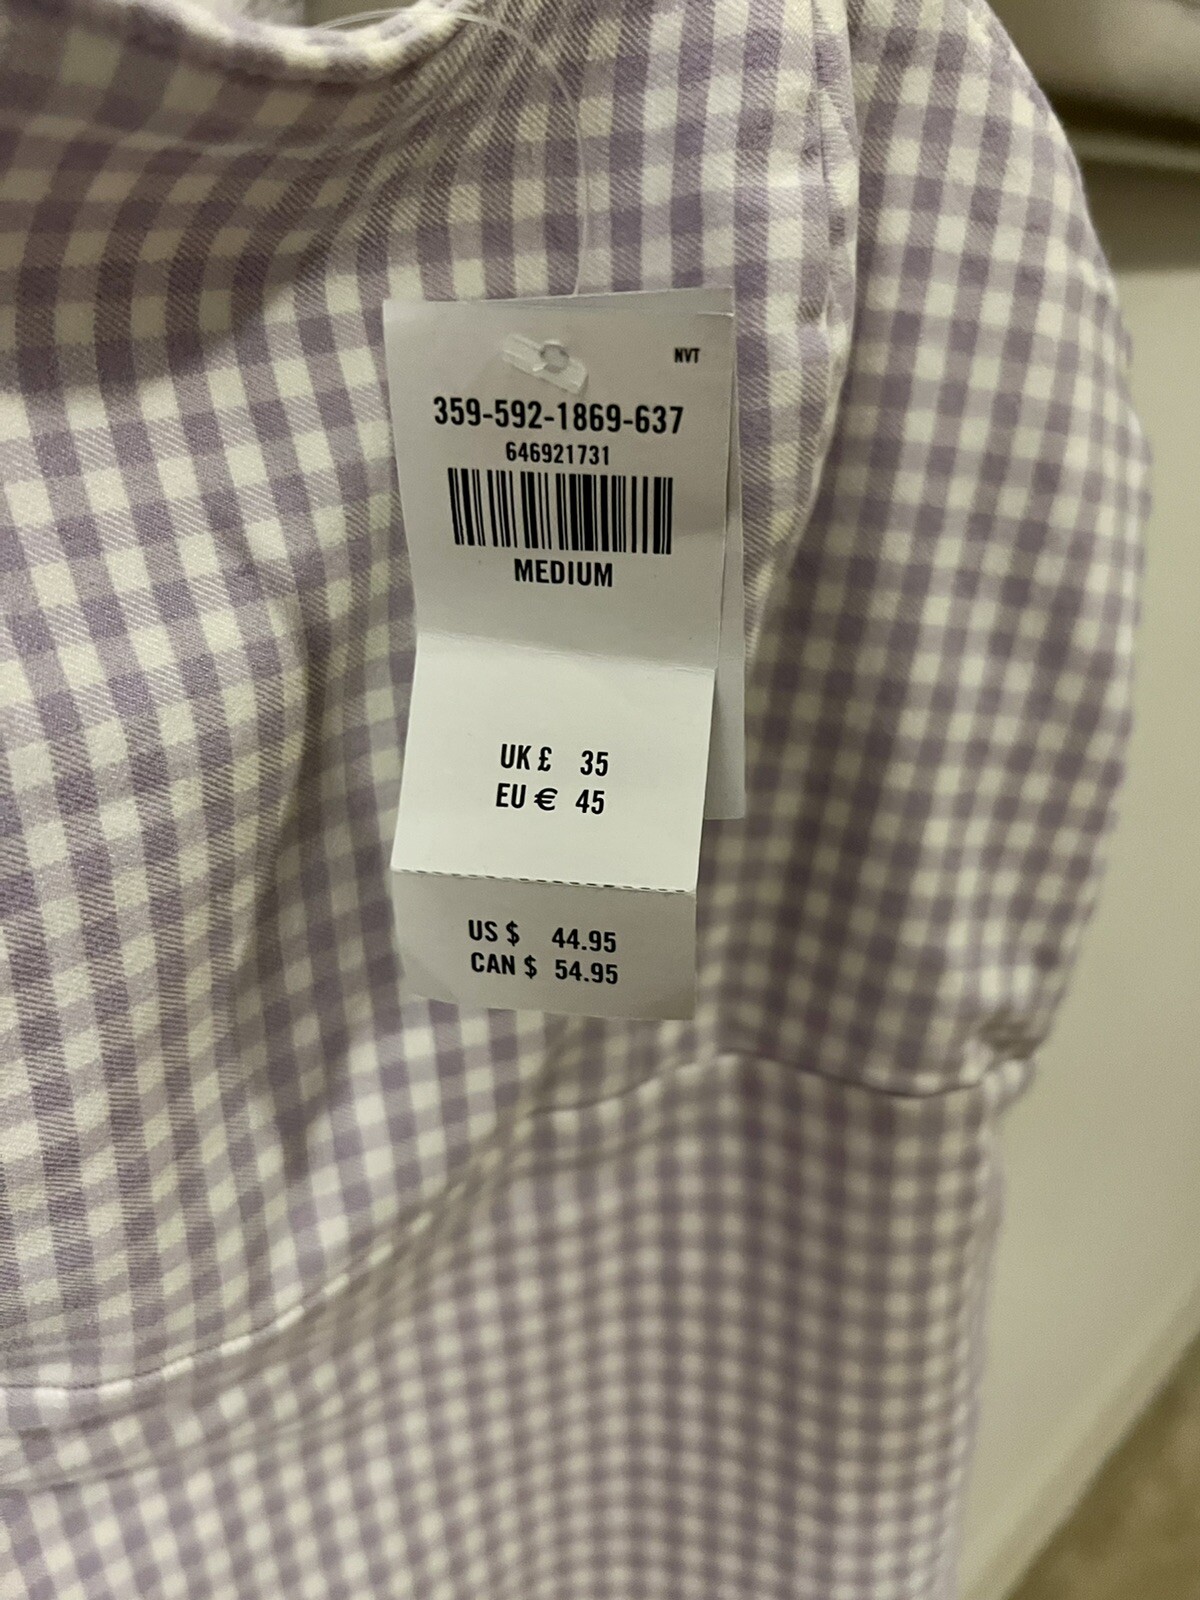 NVT
359-592-1869-637
646921731
MEDIUM
UK £ 35
EU € 45
US $ 44.95
CAN $ 54.95